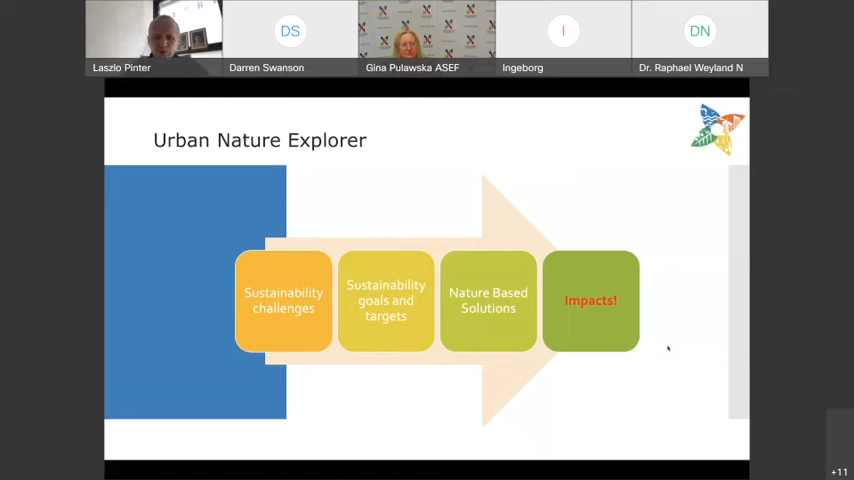 DS
I
DN
Laszlo Pinter
Darren Swanson
Gina Pulawska ASEF
Ingeborg
Dr. Raphael Weyland N
Urban Nature Explorer
Sustainability
challenges
Sustainability
goals and
targets
Nature Based
Solutions
Impacts!
+11